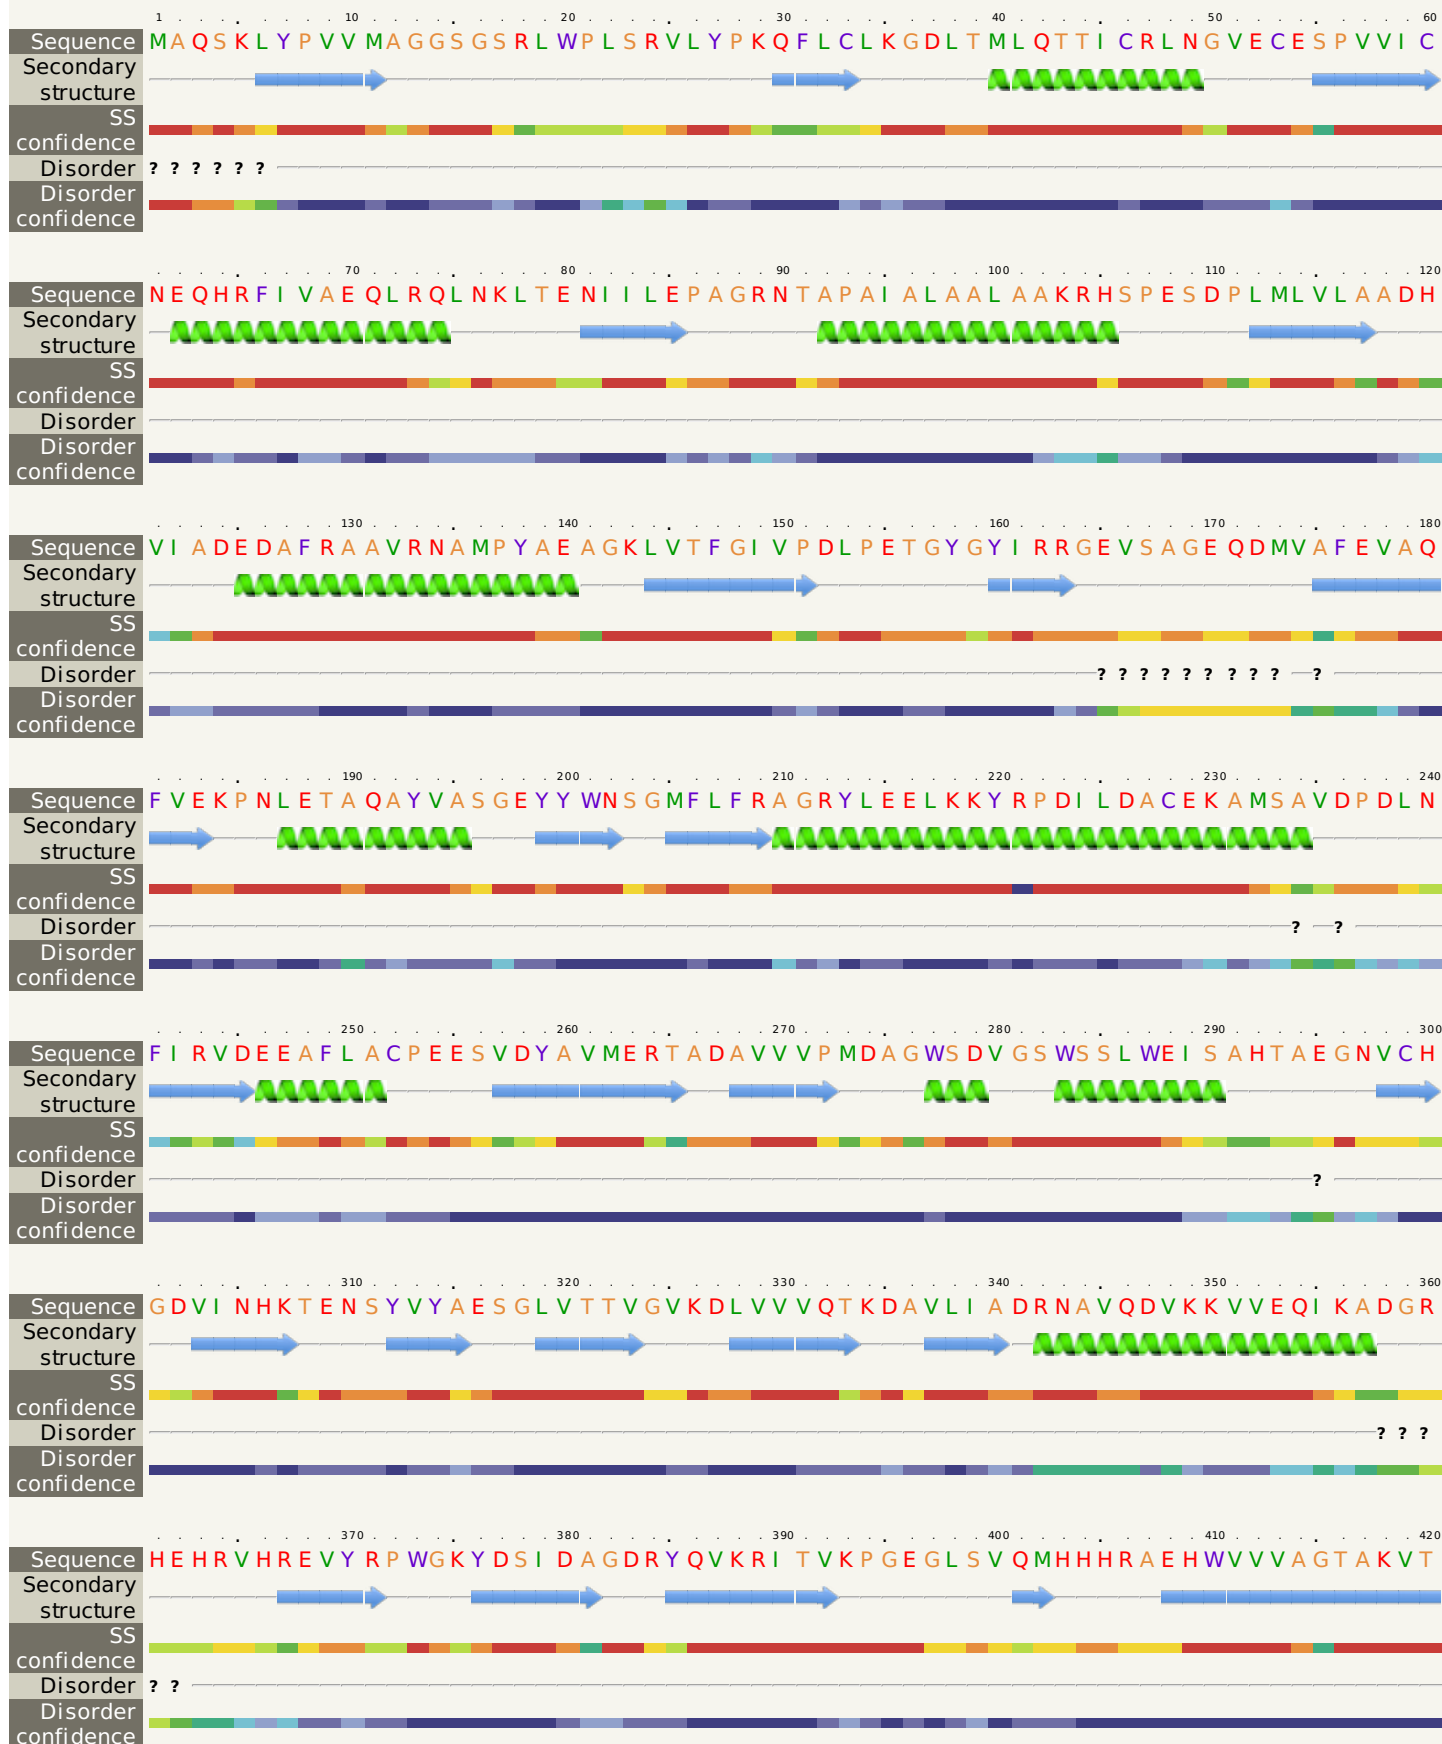 1 10 20 30 40 50 60
Sequence MAQSKLYPVVMAGGSGSRLWPLSRVLYPKQFLCLKGDLTMLQTTICRLNGVECESPVVIC
Secondary
structure
SS
confidence
Disorder ? ? ? ? ? ?
Disorder
confidence
70 80 90 100 110 120
Sequence NEQHRFIVAEQLRQLNKLTENIILEPAGRNTAPAIALAALAAKRHSPESDPLMLVLAADH
Secondary
structure
SS
confidence
Disorder
Disorder
confidence
130 140 150 160 170 180
Sequence VIADEDAFRAAVRNAMPYAEAGKLVTFGIVPDLPETGYGYIRRGEVSAGEQDMVAFEVAQ
Secondary
structure
SS
confidence
Disorder ? ? ? ? ? ? ? ? ? ?
Disorder
confidence
190 200 210 220 230 240
Sequence FVEKPNLETAQAYVASGEYYWNSGMFLFRAGRYLEELKKYRPDILDACEKAMSAVDPDLN
Secondary
structure
SS
confidence
Disorder ? ?
Disorder
confidence
250 260 270 280 290 300
Sequence FIRVDEEAFLACPEESVDYAVMERTADAVVVPMDAGWSDVGSWSSLWEISAHTAEGNVCH
Secondary
structure
SS
confidence
Disorder ?
Disorder
confidence
310 320 330 340 350 360
Sequence GDVINHKTENSYVYAESGLVTTVGVKDLVVVQTKDAVLIADRNAVQDVKKVVEQIKADGR
Secondary
structure
SS
confidence
Disorder ? ? ?
Disorder
confidence
370 380 390 400 410 420
Sequence HEHRVHREVYRPWGKYDSIDAGDRYQVKRITVKPGEGLSVQMHHHRAEHWVVVAGTAKVT
Secondary
structure
SS
confidence
Disorder ? ?
Disorder
confidence